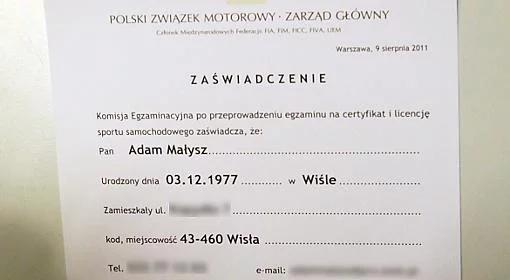 POLSKI ZWIĄZEK MOTOROWY · ZARZĄD GŁÓWNY
Członek Międzynarodowych Federacji: FIA, FIM, FICC, FIVA, UEM
Warszawa, 9 sierpnia 2011
ZAŚWIADCZENIE
Komisja Egzaminacyjna po przeprowadzeniu egzaminu na certyfikat i licencję
sportu samochodowego zaświadcza, że:
Pan Adam Małysz
Urodzony dnia 03.12.1977 ............ w Wiśle
Zamieszkały ul.
kod, miejscowość 43-460 Wisła
Tel. e-mail: